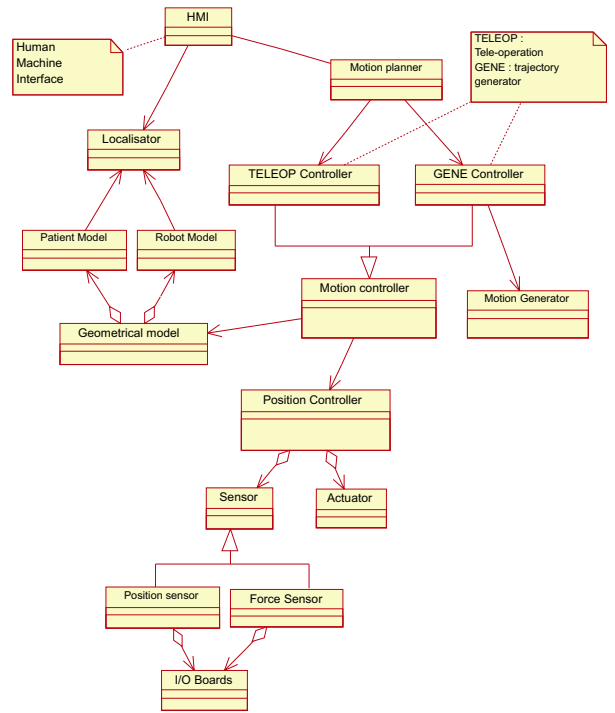 HMI
Human
Machine
Interface
TELEOP :
Tele-operation
GENE : trajectory
generator
Motion planner
Localisator
TELEOP Controller
GENE Controller
Patient Model
Robot Model
Motion controller
Motion Generator
Geometrical model
Position Controller
Sensor
Actuator
Position sensor
Force Sensor
I/O Boards